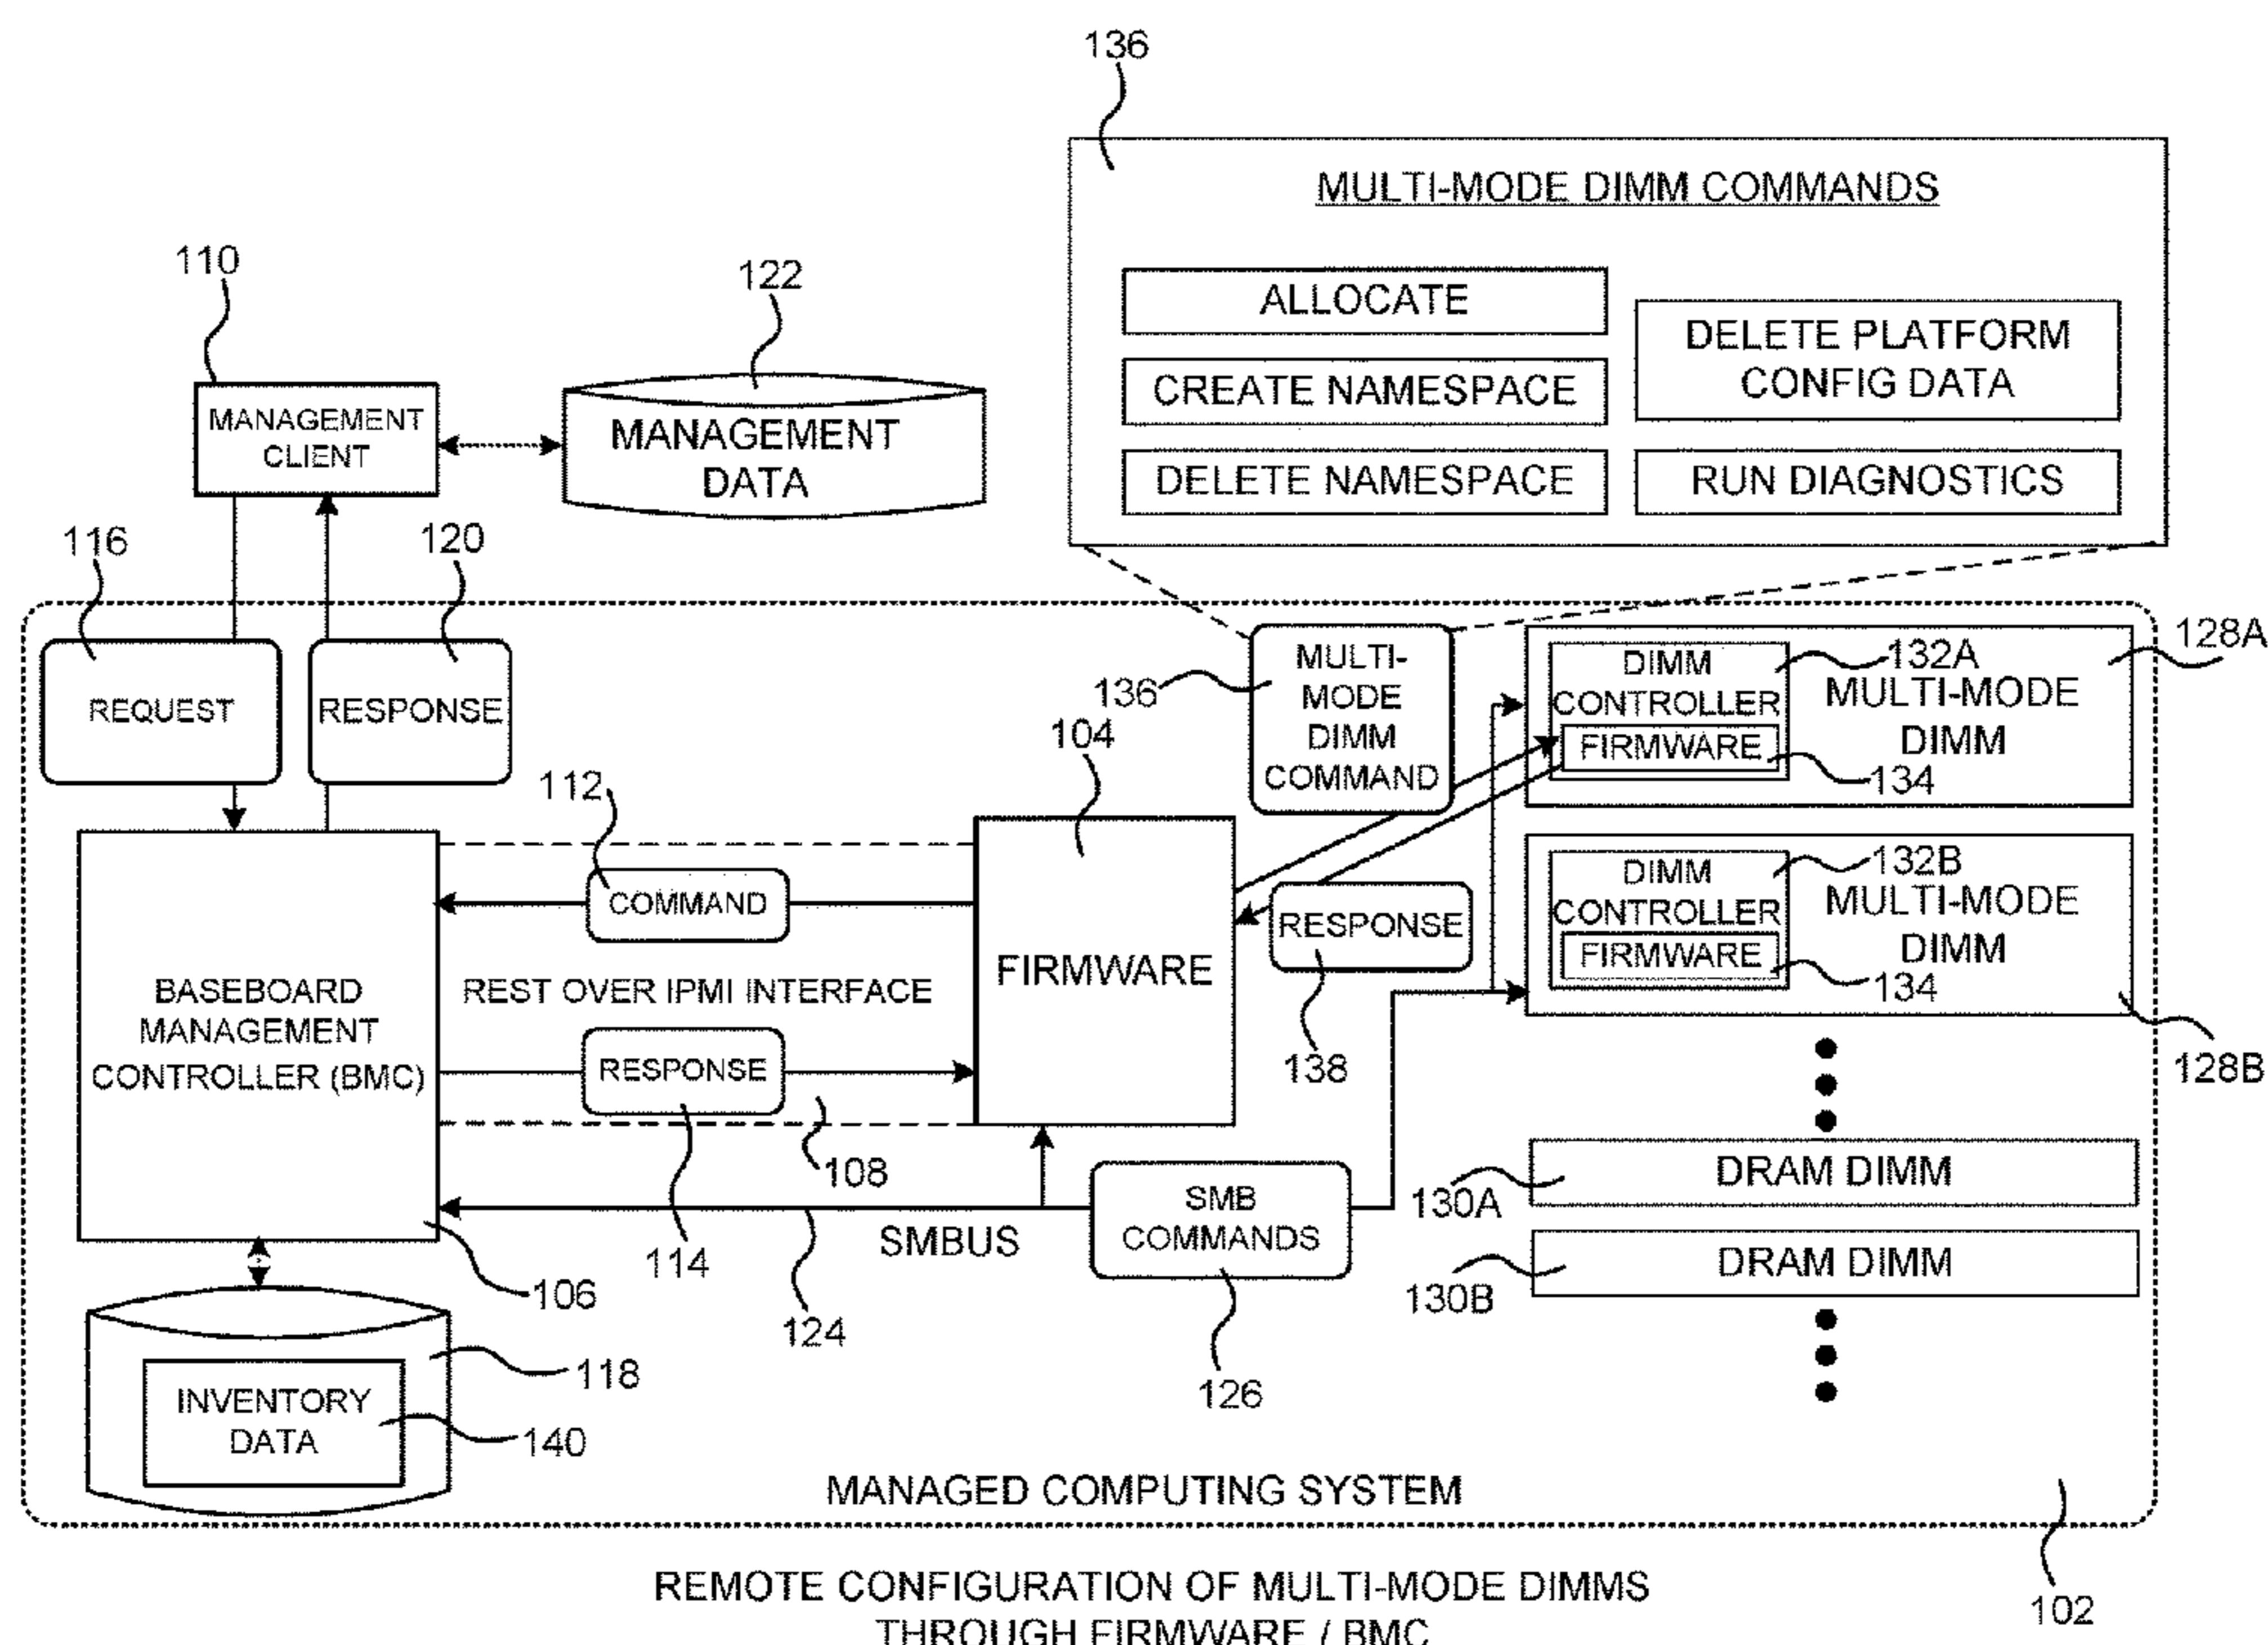 136
MULTI-MODE DIMM COMMANDS
ALLOCATE
CREATE NAMESPACE
DELETE NAMESPACE
DELETE PLATFORM
CONFIG DATA
RUN DIAGNOSTICS
110
122
MANAGEMENT
CLIENT
MANAGEMENT
DATA
116
120
REQUEST
RESPONSE
136
MULTI-
MODE
DIMM
COMMAND
128A
DIMM
CONTROLLER
FIRMWARE
132A
MULTI-MODE
DIMM
134
104
112
COMMAND
FIRMWARE
RESPONSE
138
DIMM
CONTROLLER
FIRMWARE
132B
MULTI-MODE
DIMM
134
128B
BASEBOARD
MANAGEMENT
CONTROLLER (BMC)
REST OVER IPMI INTERFACE
RESPONSE
114
108
SMBUS
124
SMB
COMMANDS
126
DRAM DIMM
130A
DRAM DIMM
130B
106
118
INVENTORY
DATA
140
MANAGED COMPUTING SYSTEM
102
REMOTE CONFIGURATION OF MULTI-MODE DIMMS
THROUGH FIRMWARE / BMC